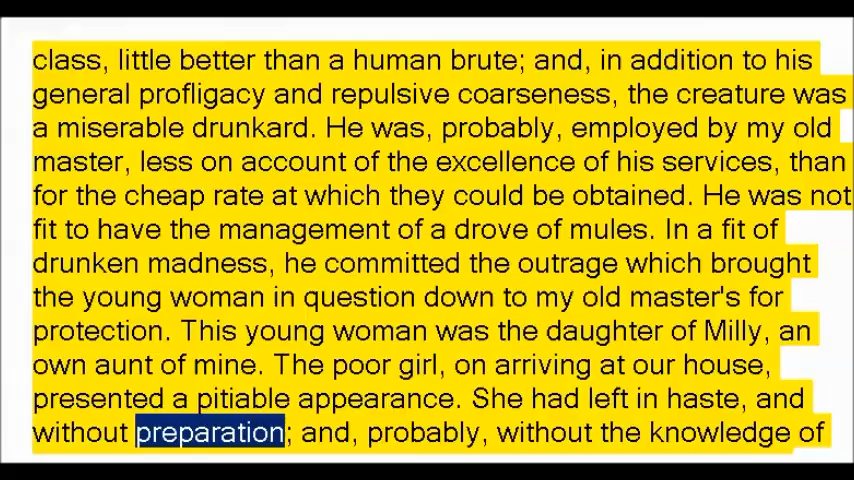 class, little better than a human brute; and, in addition to his
general profligacy and repulsive coarseness, the creature was
a miserable drunkard. He was, probably, employed by my old
master, less on account of the excellence of his services, than
for the cheap rate at which they could be obtained. He was not
fit to have the management of a drove of mules. In a fit of
drunken madness, he committed the outrage which brought
the young woman in question down to my old master's for
protection. This young woman was the daughter of Milly, an
own aunt of mine. The poor girl, on arriving at our house,
presented a pitiable appearance. She had left in haste, and
without preparation; and, probably, without the knowledge of